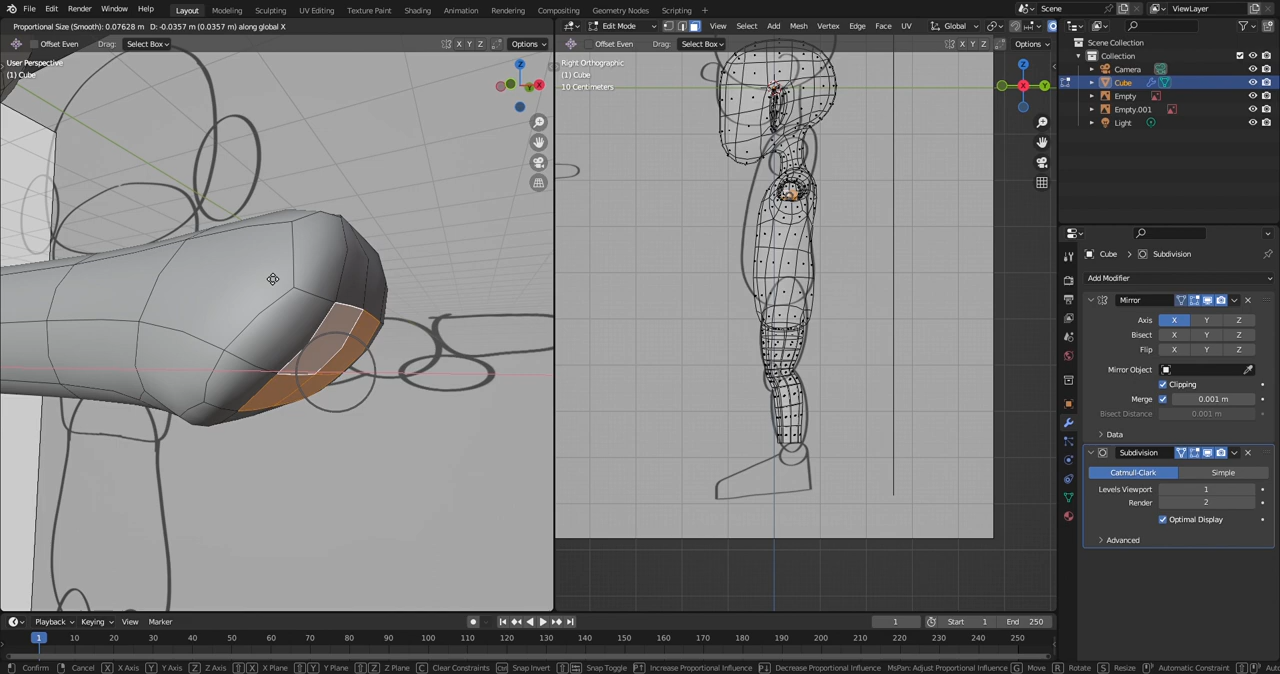 File Edit Render Window Help Layout Modeling Sculpting UV Editing Texture Paint Shading Animation Rendering Compositing Geometry Nodes Scripting + Scene ViewLayer
Proportional Size (Smooth): 0.07628 m D: -0.0357 m (0.0357 m) along global X
Edit Mode View Select Add Mesh Vertex Edge Face UV Global
Offset Even Drag: Select Box X Y Z Options
Offset Even Drag: Select Box X Y Z Options
User Perspective
(1) Cube
Right Orthographic
(1) Cube
10 Centimeters
Z
X
Y
Z
X
Y
Scene Collection
Collection
Camera
Cube
Empty
Empty.001
Light
Cube > Subdivision
Add Modifier
Mirror
Axis X Y Z
Bisect X Y Z
Flip X Y Z
Mirror Object
Clipping
Merge 0.001 m
Bisect Distance 0.001 m
Data
Subdivision
Catmull-Clark Simple
Levels Viewport 1
Render 2
Optimal Display
Advanced
Playback Keying View Marker 1 Start 1 End 250
1 10 20 30 40 50 60 70 80 90 100 110 120 130 140 150 160 170 180 190 200 210 220 230 240 250
Confirm Cancel X X Axis Y Y Axis Z Z Axis X X Plane Y Y Plane Z Z Plane C Clear Constraints Snap Invert Snap Toggle Increase Proportional Influence Decrease Proportional Influence MsPan: Adjust Proportional Influence G Move R Rotate S Resize Automatic Constraint